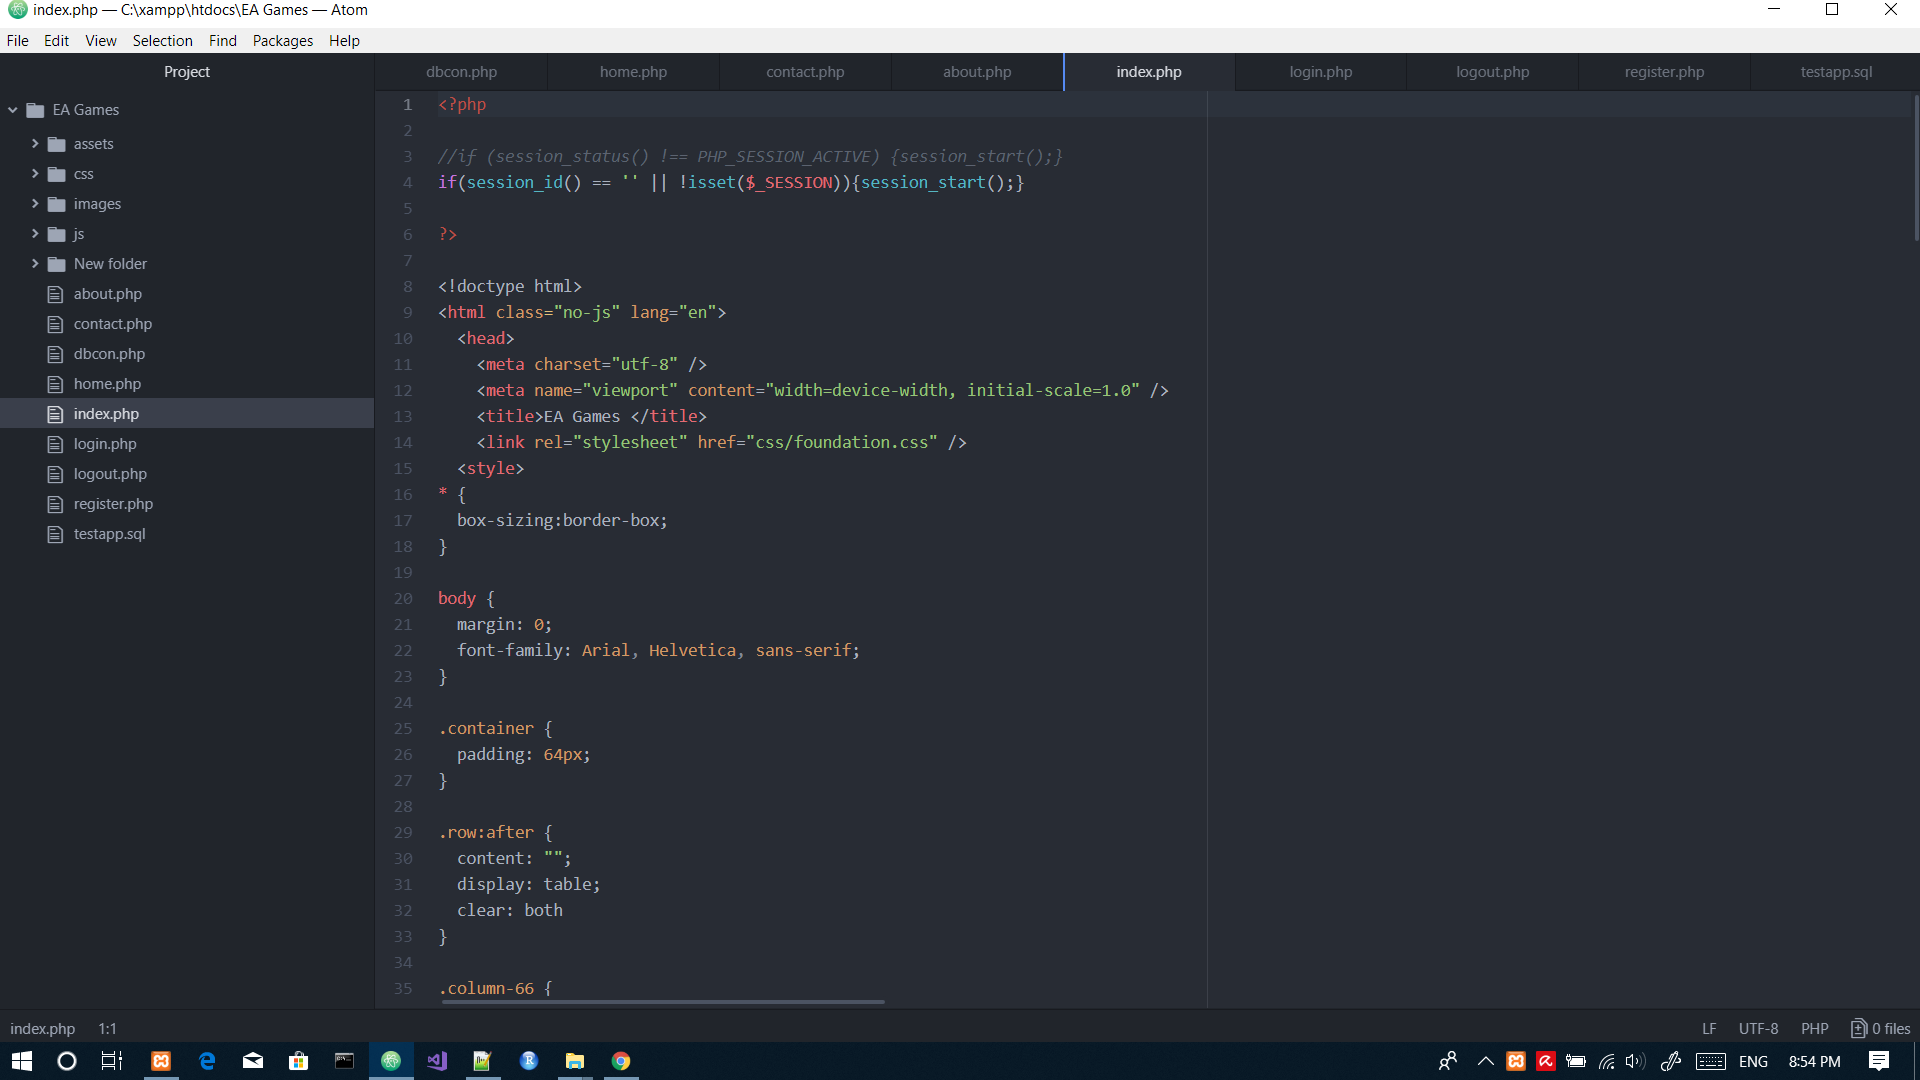 index.php — C:\xampp\htdocs\EA Games — Atom
File Edit View Selection Find Packages Help
Project
dbcon.php home.php contact.php about.php index.php login.php logout.php register.php testapp.sql
EA Games
assets
css
images
js
New folder
about.php
contact.php
dbcon.php
home.php
index.php
login.php
logout.php
register.php
testapp.sql
1 <?php
2
3 //if (session_status() !== PHP_SESSION_ACTIVE) {session_start();}
4 if(session_id() == '' || !isset($_SESSION)){session_start();}
5
6 ?>
7
8 <!doctype html>
9 <html class="no-js" lang="en">
10 <head>
11 <meta charset="utf-8" />
12 <meta name="viewport" content="width=device-width, initial-scale=1.0" />
13 <title>EA Games </title>
14 <link rel="stylesheet" href="css/foundation.css" />
15 <style>
16 * {
17 box-sizing:border-box;
18 }
19
20 body {
21 margin: 0;
22 font-family: Arial, Helvetica, sans-serif;
23 }
24
25 .container {
26 padding: 64px;
27 }
28
29 .row:after {
30 content: "";
31 display: table;
32 clear: both
33 }
34
35 .column-66 {
index.php 1:1 LF UTF-8 PHP 0 files
ENG 8:54 PM